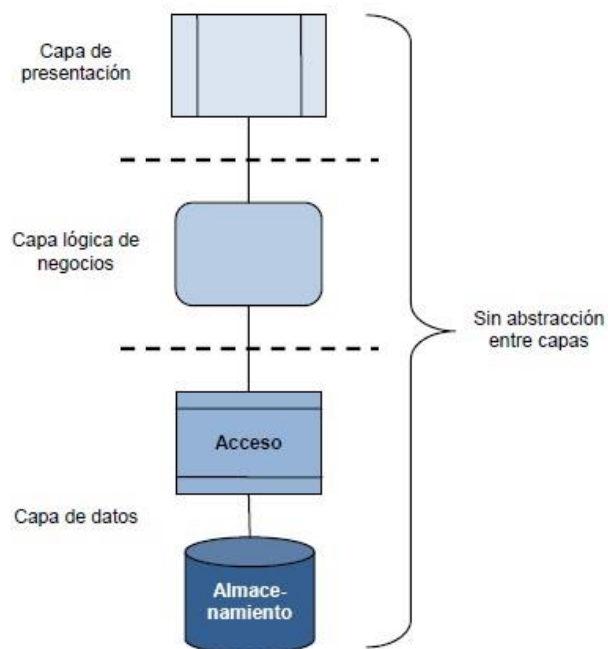 Capa de
presentación
Capa lógica de
negocios
Sin abstracción
entre capas
Acceso
Capa de datos
Almace-
namiento